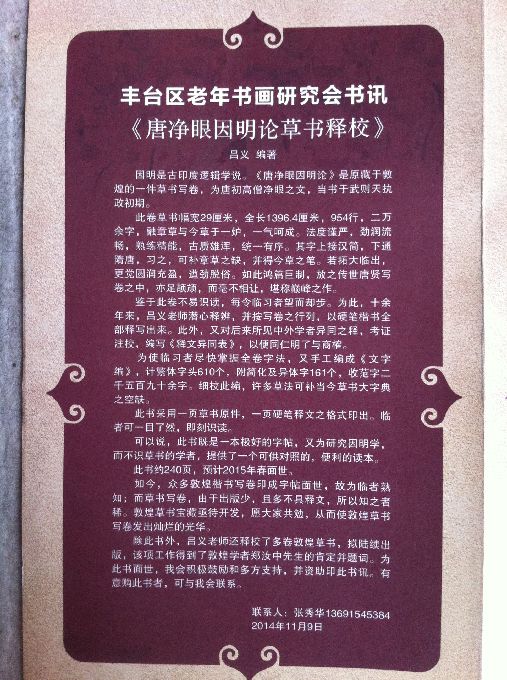 丰台区老年书画研究会书讯
《唐净眼因明论草书释校》
吕义 编著
因明是古印度逻辑学说。《唐净眼因明论》是原藏于敦
煌的一件草书写卷，为唐初高僧净眼之文，当书于武则天执
政初期。
此卷草书幅宽29厘米，全长1396.4厘米，954行，二万
余字，融章草与今草于一炉，一气呵成。法度谨严，劲润流
畅，熟练精能，古质雄浑，统一有序。其字上接汉简，下通
隋唐，习之，可补章草之缺，并得今草之笔。若拓大临出，
更觉圆润充盈，遒劲脱俗。如此鸿篇巨制，放之传世唐贤写
卷之中，亦足颉颃，而毫不相让，堪称巅峰之作。
鉴于此卷不易识读，每令临习者望而却步。为此，十余
年来，吕义老师潜心释辨，并按写卷之行列，以硬笔楷书全
部释写出来。此外，又对后来所见中外学者异同之释，考证
注校，编写《释文异同表》，以便同仁明了与商榷。
为使临习者尽快掌握全卷字法，又手工编成《文字
编》，计繁体字头610个，附简化及异体字161个，收范字二
千五百九十余字。细校此编，许多草法可补当今草书大字典
之空缺。
此书采用一页草书原件，一页硬笔释文之格式印出。临
者可一目了然，即刻识读。
可以说，此书既是一本极好的字帖，又为研究因明学，
而不识草书的学者，提供了一个可供对照的，便利的读本。
此书约240页，预计2015年春面世。
如今，众多敦煌楷书写卷印成字帖面世，故为临者熟
知；而草书写卷，由于出版少，且多不具释文，所以知之者
稀。敦煌草书宝藏亟待开发，愿大家共勉，从而使敦煌草书
写卷发出灿烂的光华。
除此书外，吕义老师还释校了多卷敦煌草书，拟陆续出
版，该项工作得到了敦煌学者郑汝中先生的肯定并题词。为
此书面世，我会积极鼓励和多方支持，并资助印此书讯。有
意购此书者，可与我会联系。
联系人：张秀华13691545384
2014年11月9日